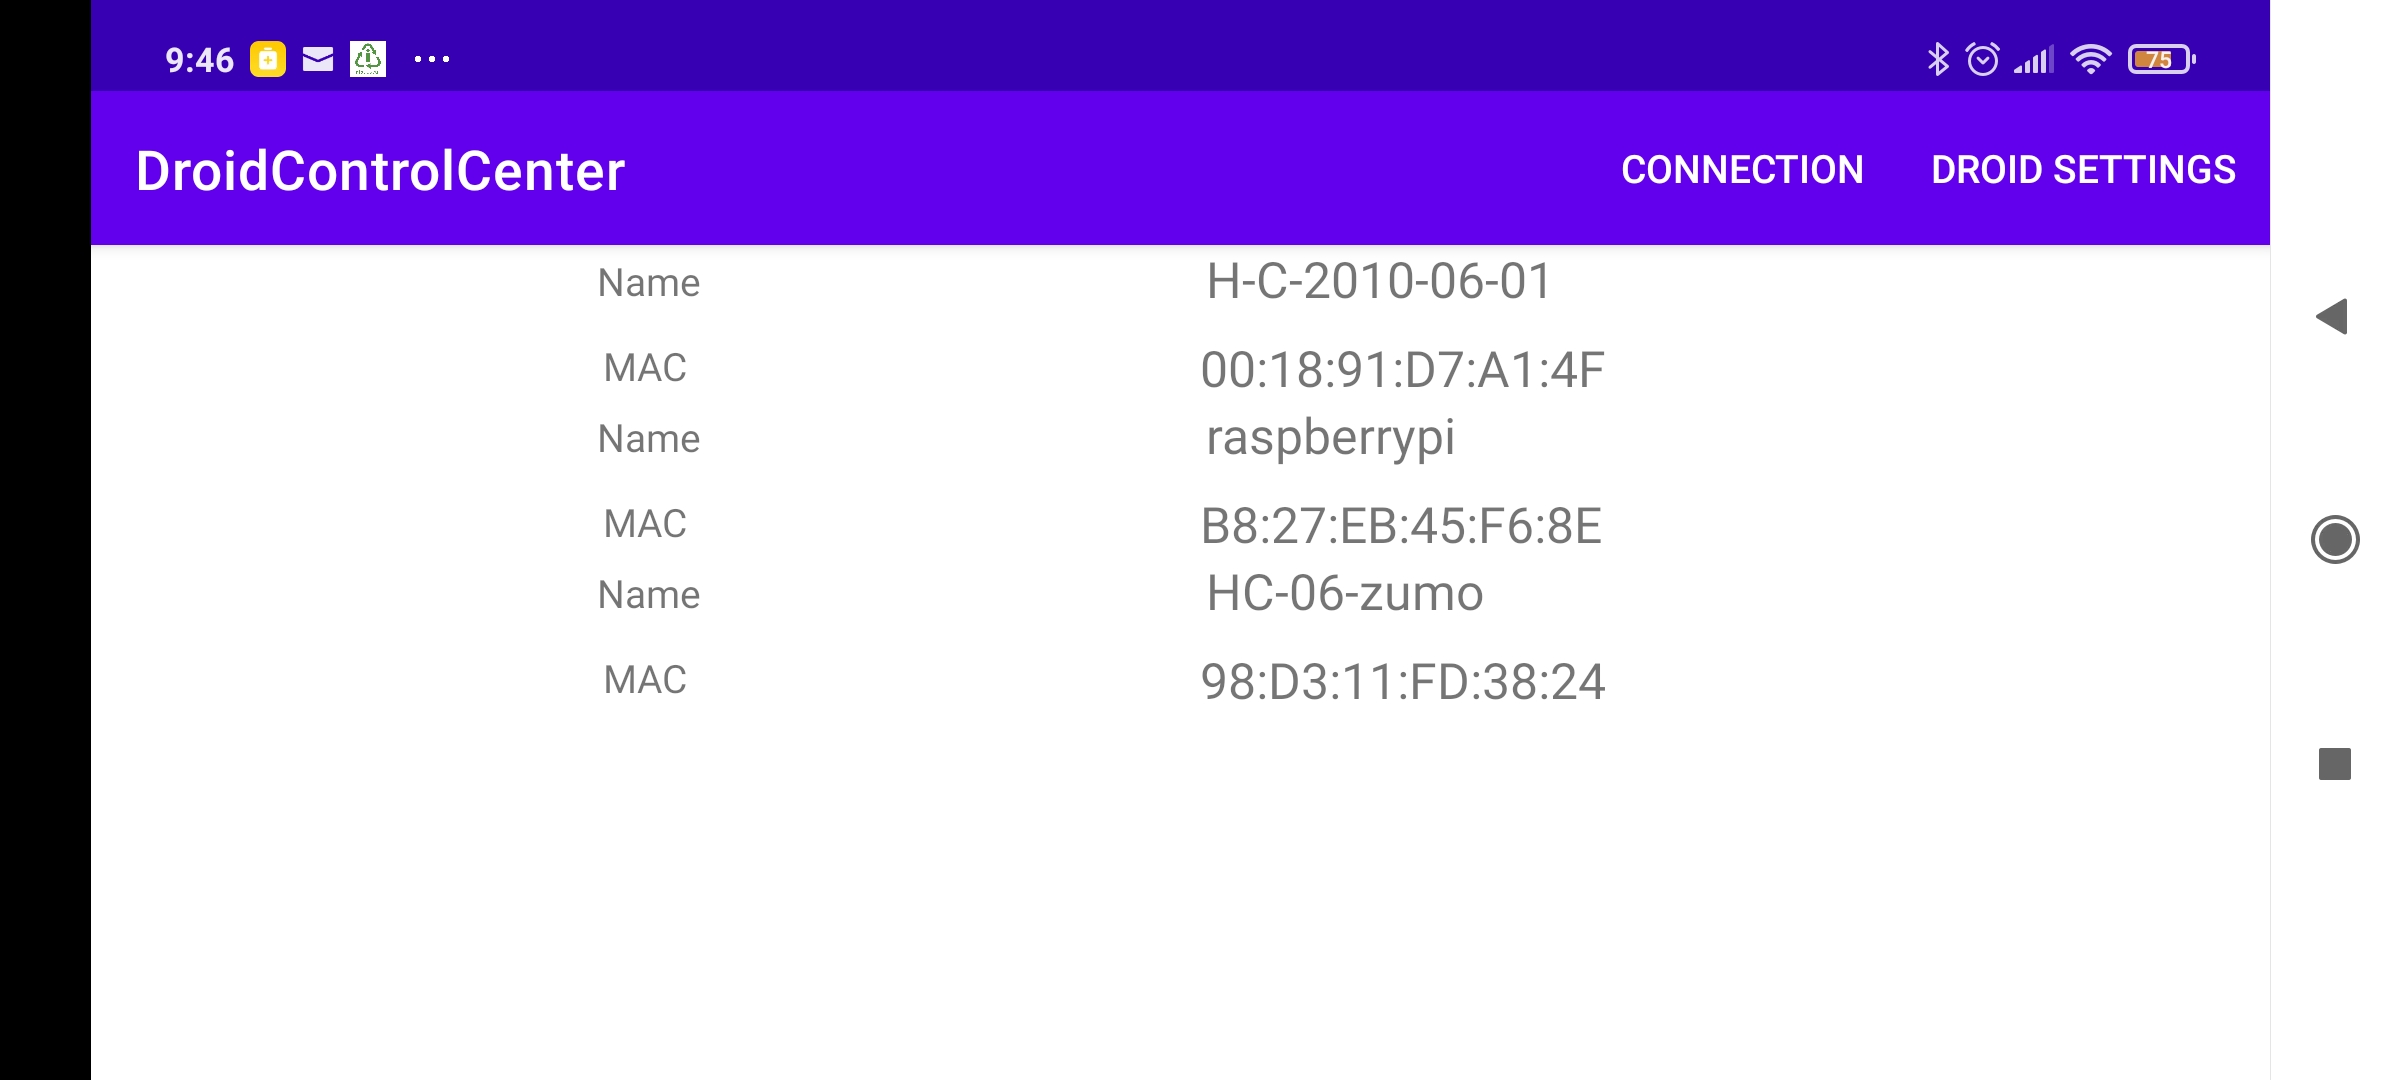 9:46 75
DroidControlCenter CONNECTION DROID SETTINGS
Name H-C-2010-06-01
MAC 00:18:91:D7:A1:4F
Name raspberrypi
MAC B8:27:EB:45:F6:8E
Name HC-06-zumo
MAC 98:D3:11:FD:38:24